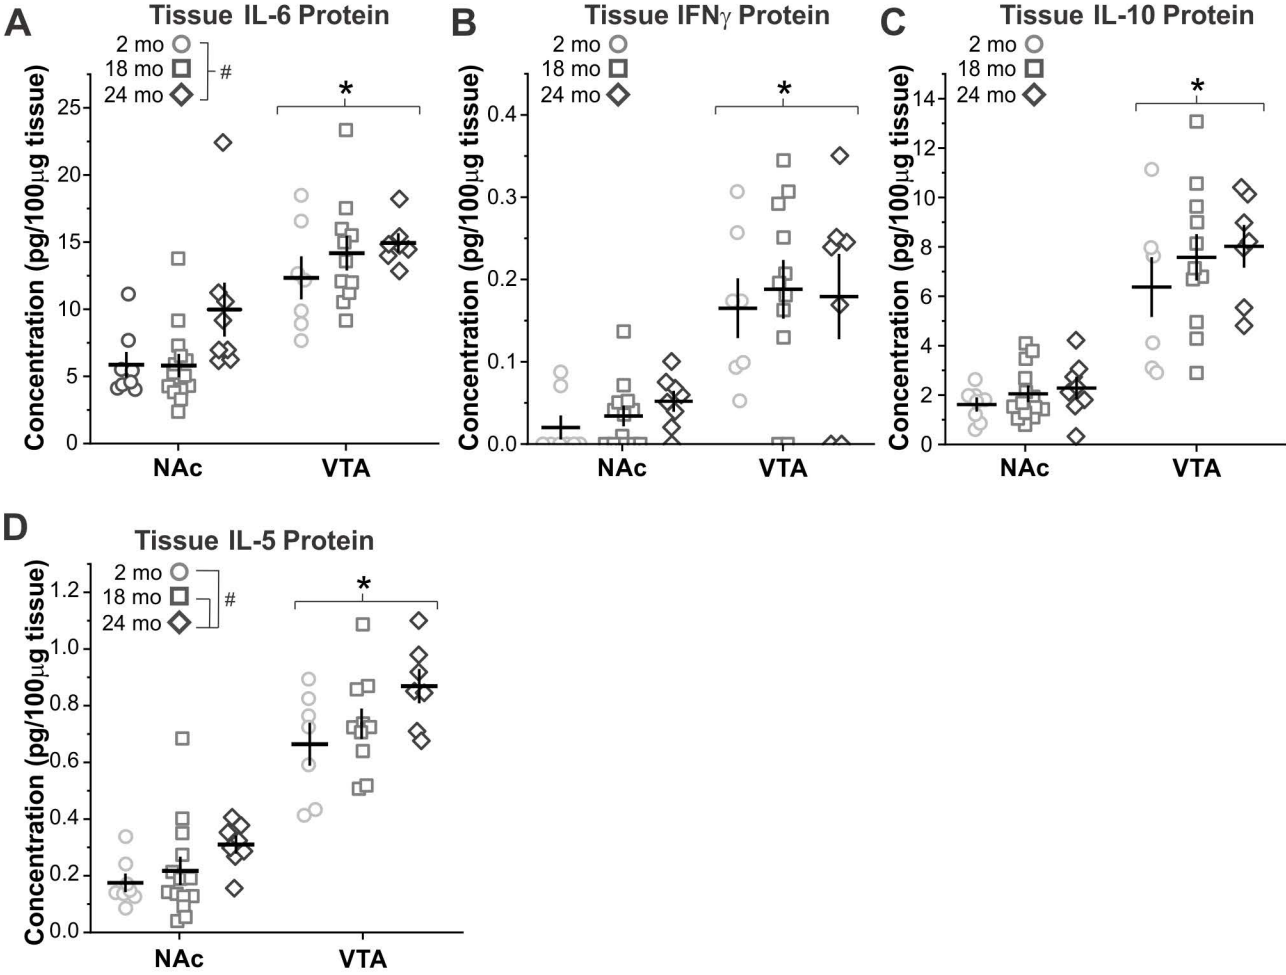 A
Tissue IL-6 Protein
2 mo
18 mo
24 mo
#
*
Concentration (pg/100µg tissue)
25
20
15
10
5
0
NAc
VTA
B
Tissue IFNγ Protein
2 mo
18 mo
24 mo
*
Concentration (pg/100µg tissue)
0.4
0.3
0.2
0.1
0.0
NAc
VTA
C
Tissue IL-10 Protein
2 mo
18 mo
24 mo
*
Concentration (pg/100µg tissue)
14
12
10
8
6
4
2
0
NAc
VTA
D
Tissue IL-5 Protein
2 mo
18 mo
24 mo
#
*
Concentration (pg/100µg tissue)
1.2
1.0
0.8
0.6
0.4
0.2
0.0
NAc
VTA